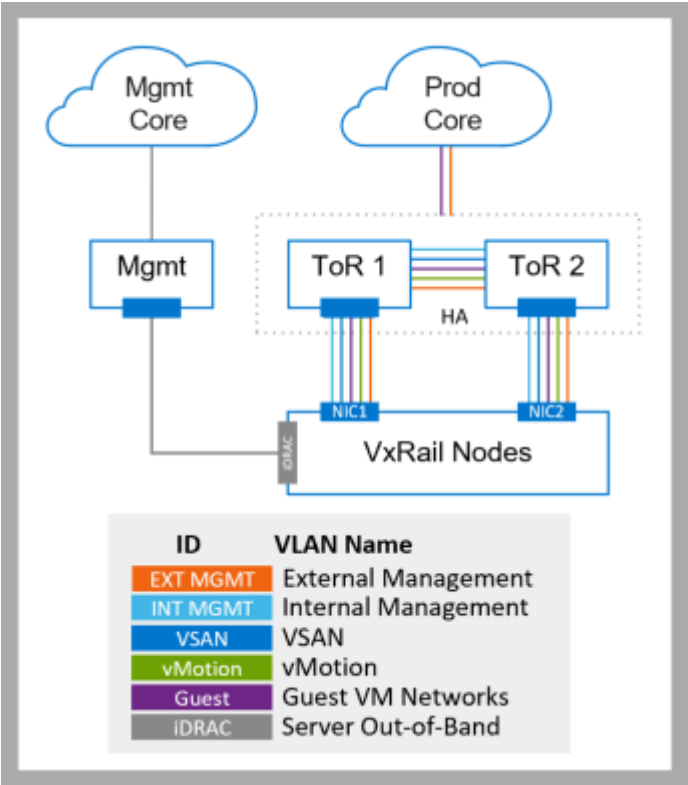 Mgmt
Core
Prod
Core
Mgmt
ToR 1
ToR 2
HA
NIC1
NIC2
iDRAC
VxRail Nodes
ID VLAN Name
EXT MGMT External Management
INT MGMT Internal Management
VSAN VSAN
vMotion vMotion
Guest Guest VM Networks
iDRAC Server Out-of-Band